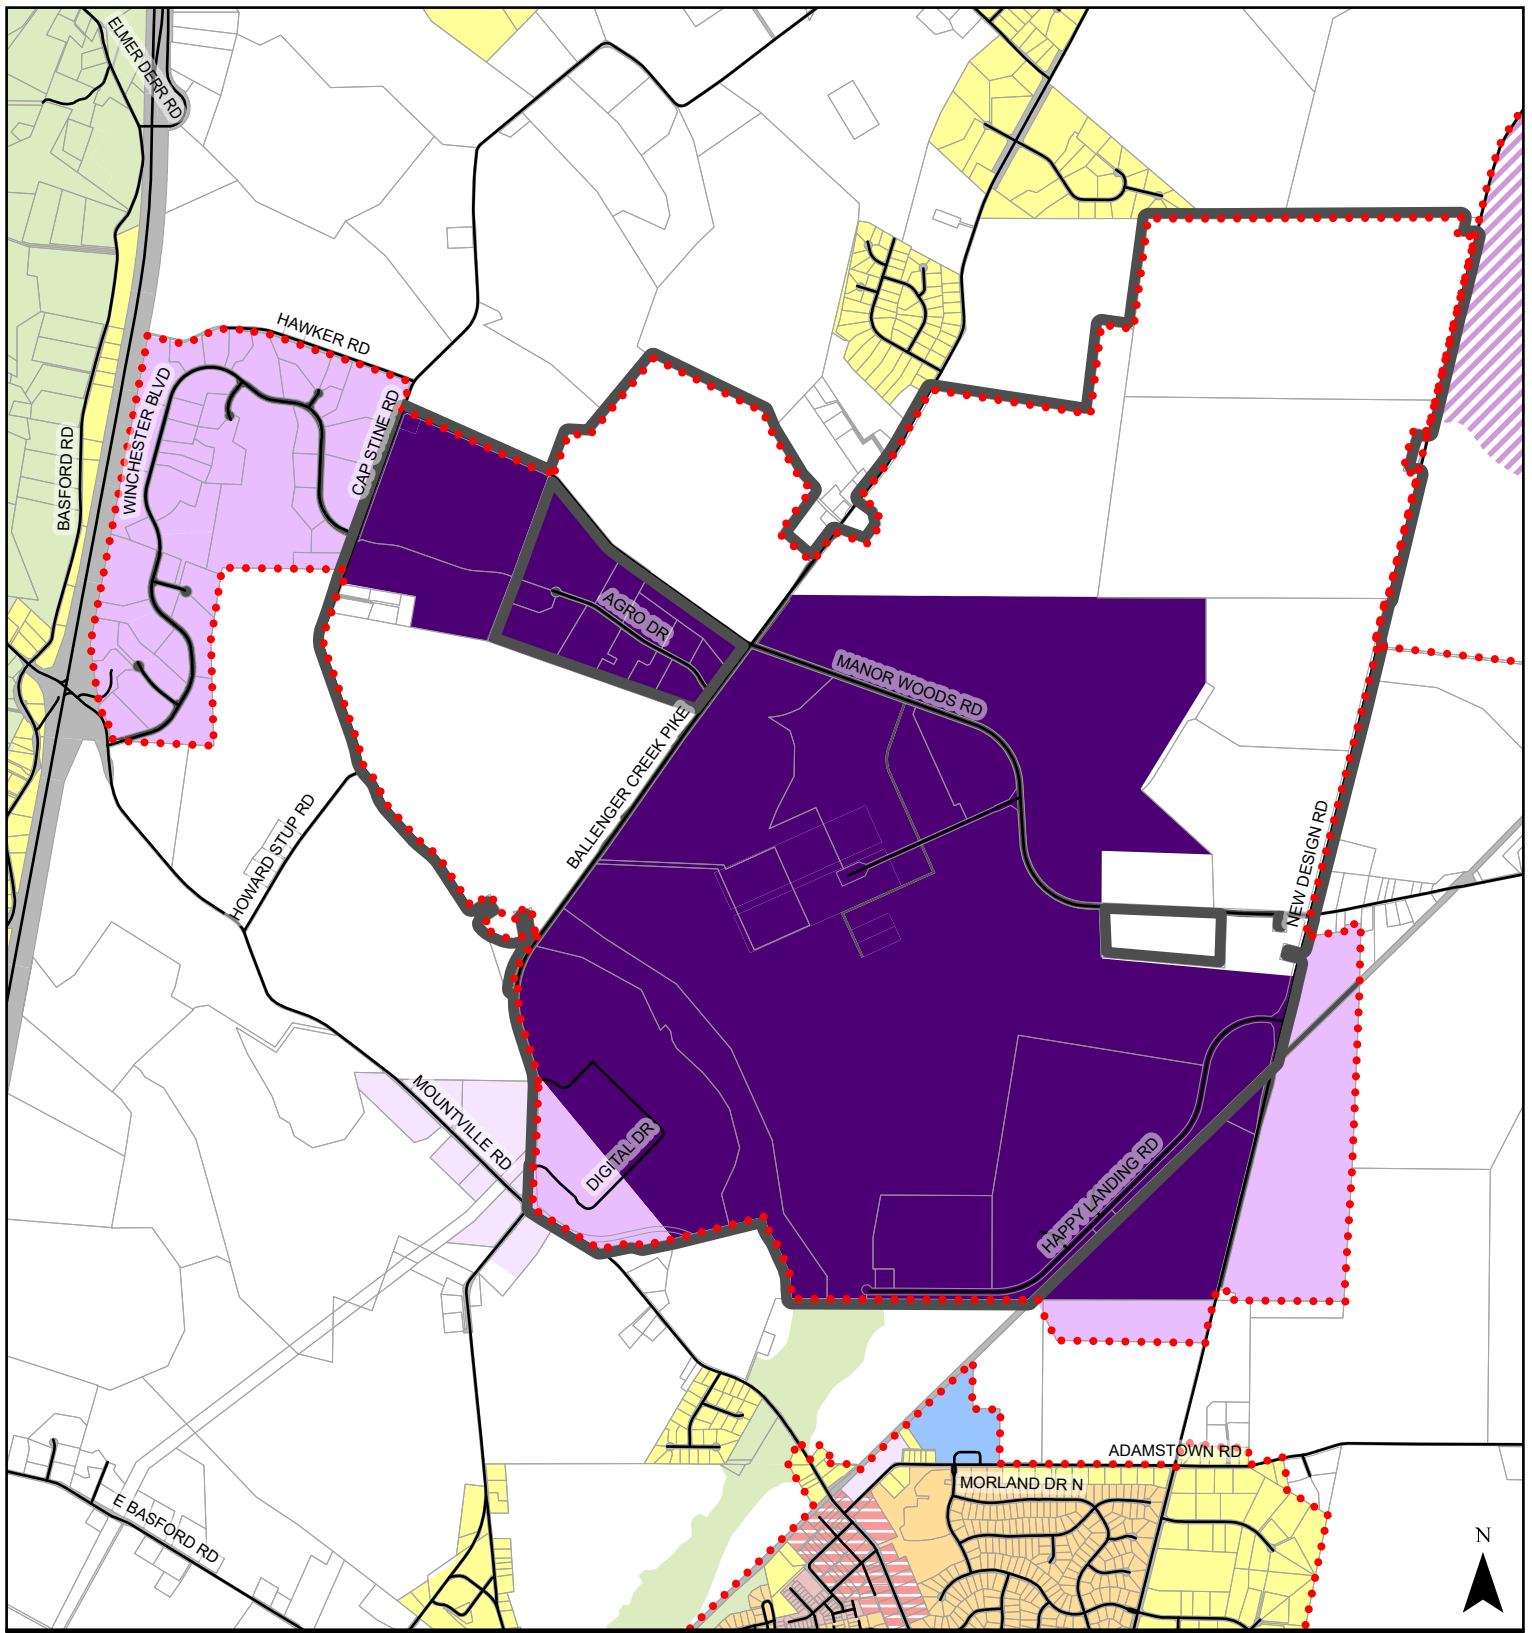 ELMER DERR RD
HAWKER RD
WINCHESTER BLVD
CAP STINE RD
BASFORD RD
AGRO DR
MANOR WOODS RD
BALLENGER CREEK PIKE
HOWARD STUP RD
NEW DESIGN RD
MOUNTVILLE RD
DIGITAL DR
HAPPY LANDING RD
ADAMSTOWN RD
MORLAND DR N
E BASFORD RD
N